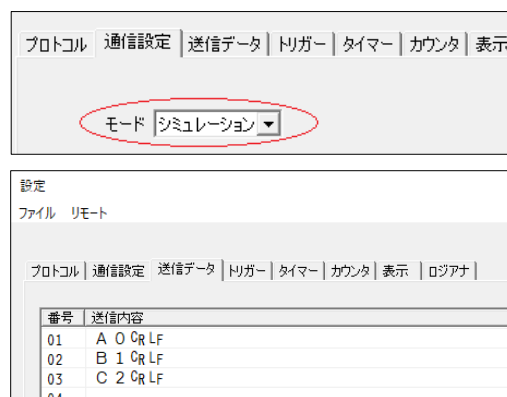 プロトコル 通信設定 送信データ トリガー タイマー カウンタ 表示
モード シミュレーション
設定
ファイル リモート
プロトコル 通信設定 送信データ トリガー タイマー カウンタ 表示 ロジアナ
番号 送信内容
01 A 0 CR LF
02 B 1 CR LF
03 C 2 CR LF
04